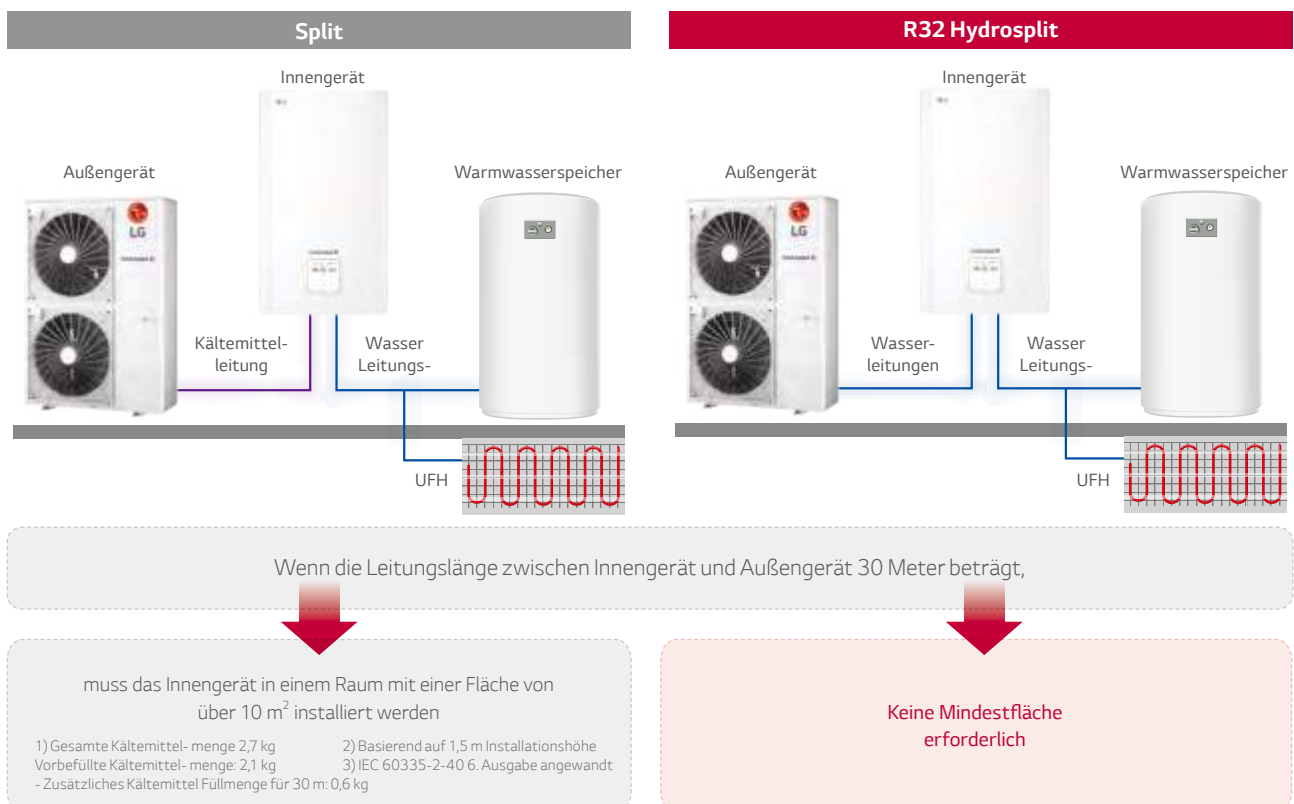 Split
Innengerät
Außengerät
Warmwasserspeicher
LG
Kältemittel-
leitung
Wasser
Leitungs-
UFH
R32 Hydrosplit
Innengerät
Außengerät
Warmwasserspeicher
LG
Wasser-
leitungen
Wasser
Leitungs-
UFH
Wenn die Leitungslänge zwischen Innengerät und Außengerät 30 Meter beträgt,
muss das Innengerät in einem Raum mit einer Fläche von
über 10 m² installiert werden
1) Gesamte Kältemittel- menge 2,7 kg
Vorbefüllte Kältemittel- menge: 2,1 kg
- Zusätzliches Kältemittel Füllmenge für 30 m: 0,6 kg
2) Basierend auf 1,5 m Installationshöhe
3) IEC 60335-2-40 6. Ausgabe angewandt
Keine Mindestfläche
erforderlich